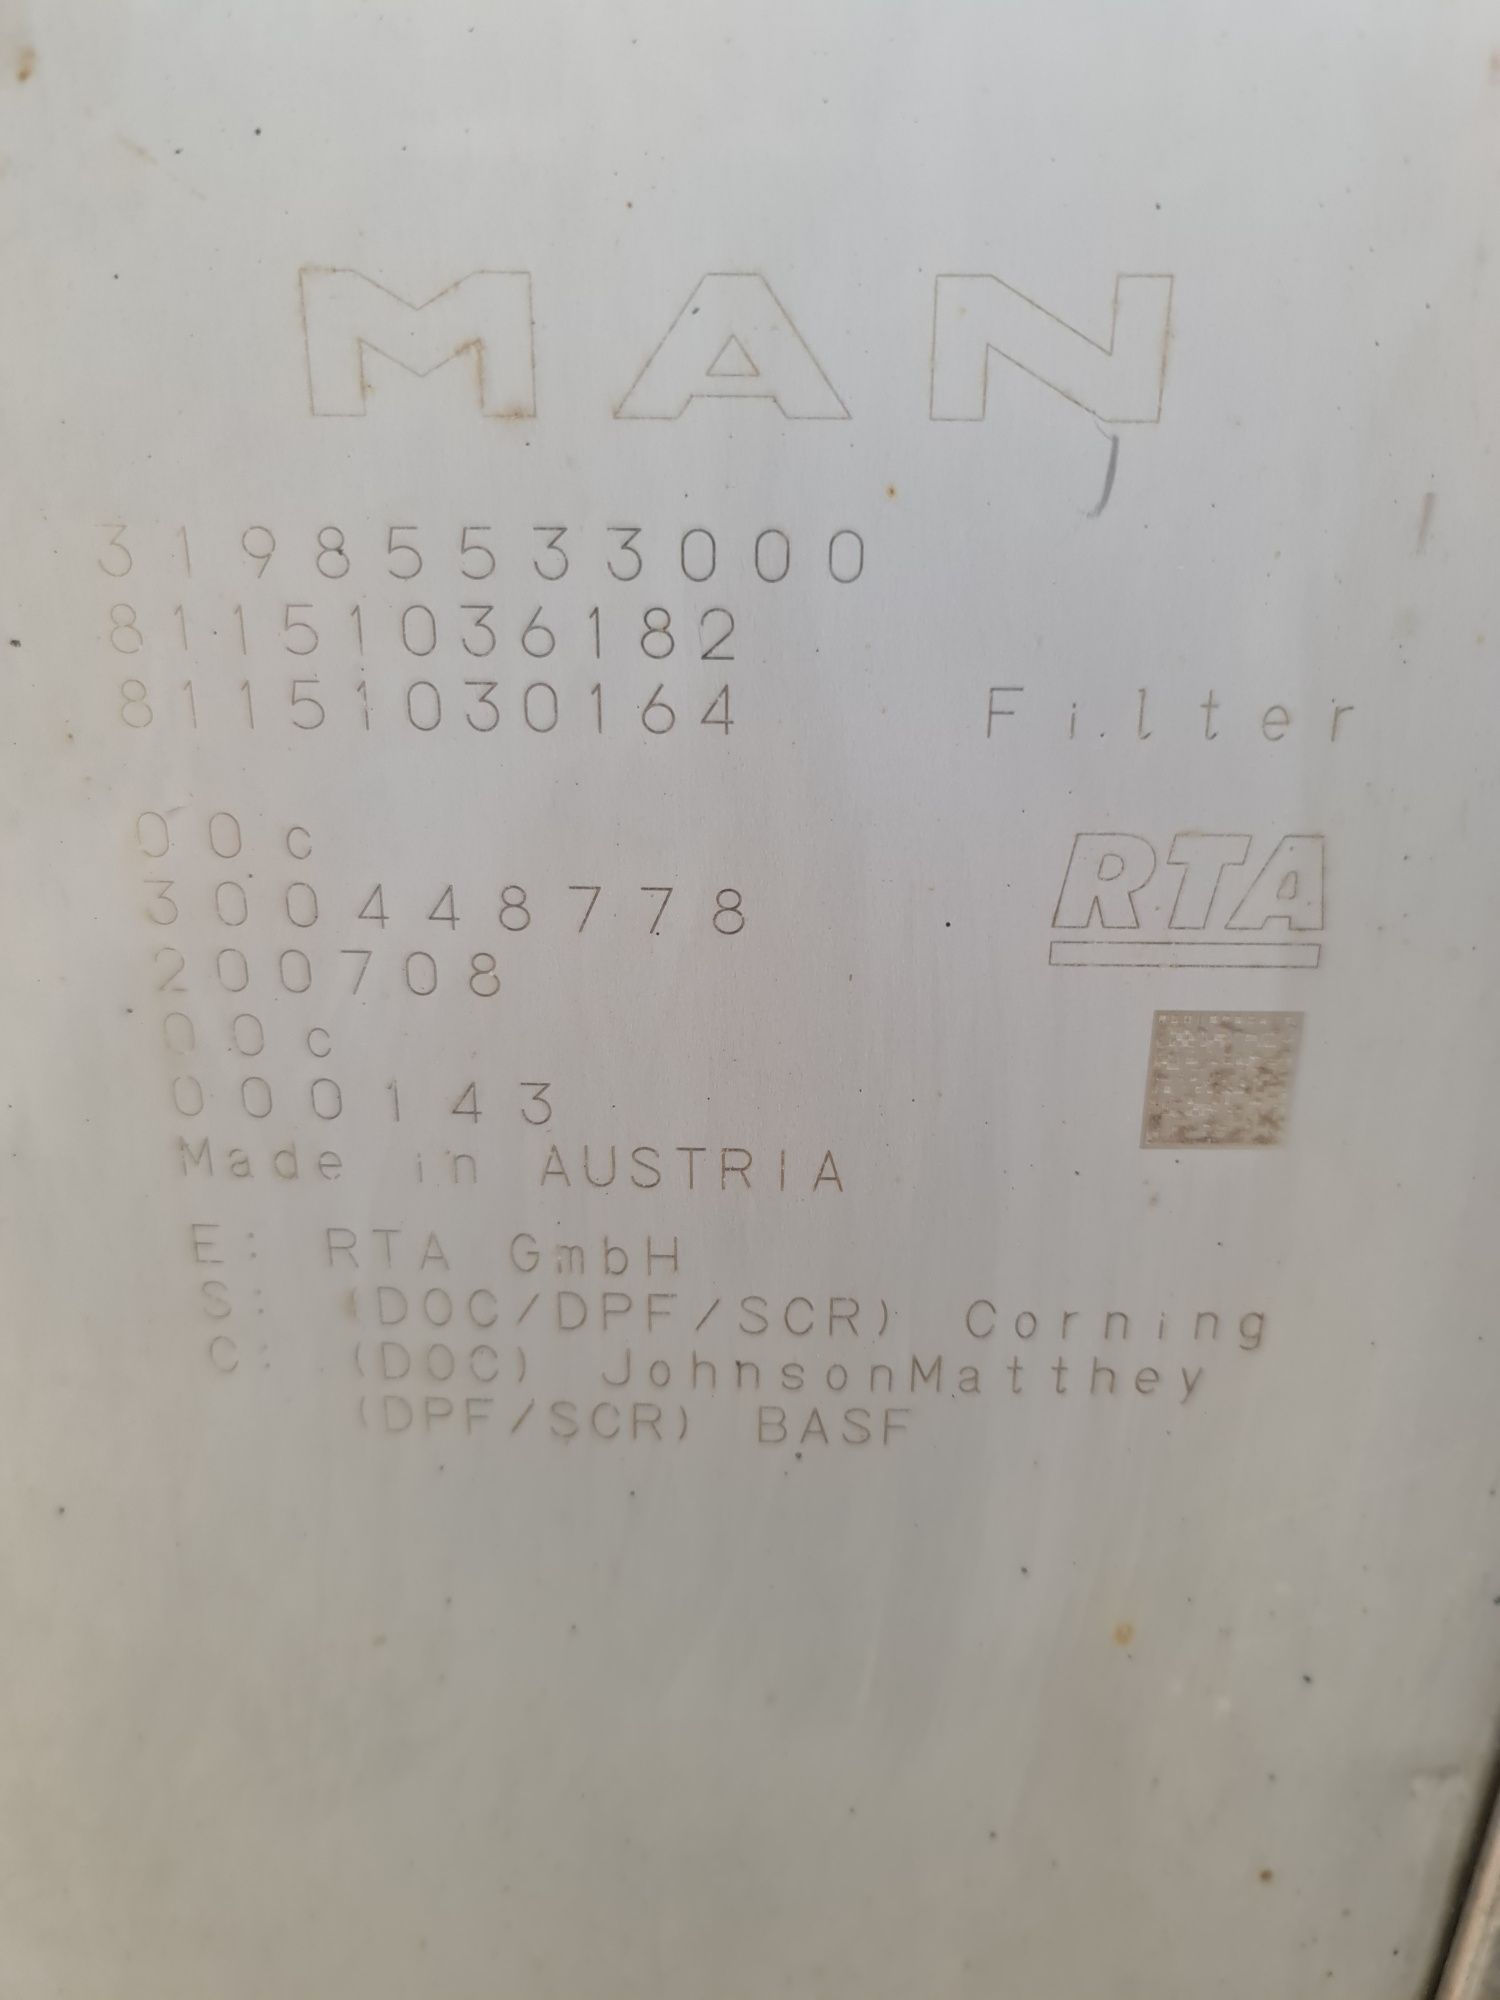 MAN
31985533000
81151036182
81151030164 Filter
00c
RTA
300448778
200708
00c
000143
Made in AUSTRIA
E: RTA GmbH
S: (DOC/DPF/SCR) Corning
C: (DOC) JohnsonMatthey
(DPF/SCR) BASF